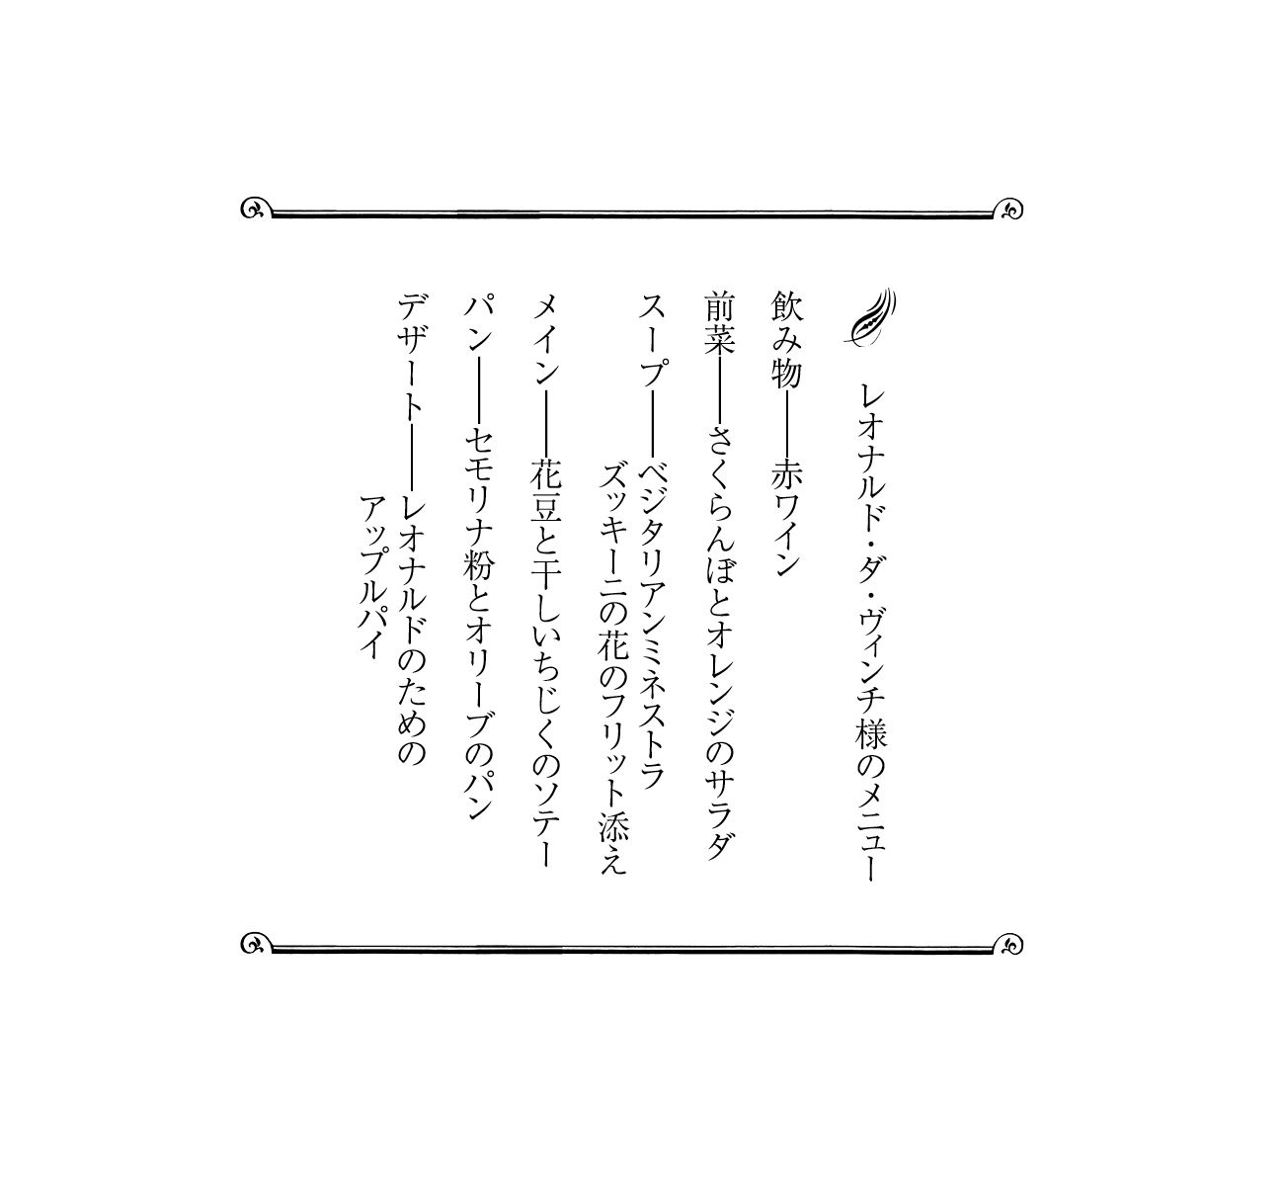 レオナルド・ダ・ヴィンチ様のメニュー
飲み物――赤ワイン
前菜――さくらんぼとオレンジのサラダ
スープ――ベジタリアンミネストラ
ズッキーニの花のフリット添え
メイン――花豆と干しいちじくのソテー
パン――セモリナ粉とオリーブのパン
デザート――レオナルドのための
アップルパイ